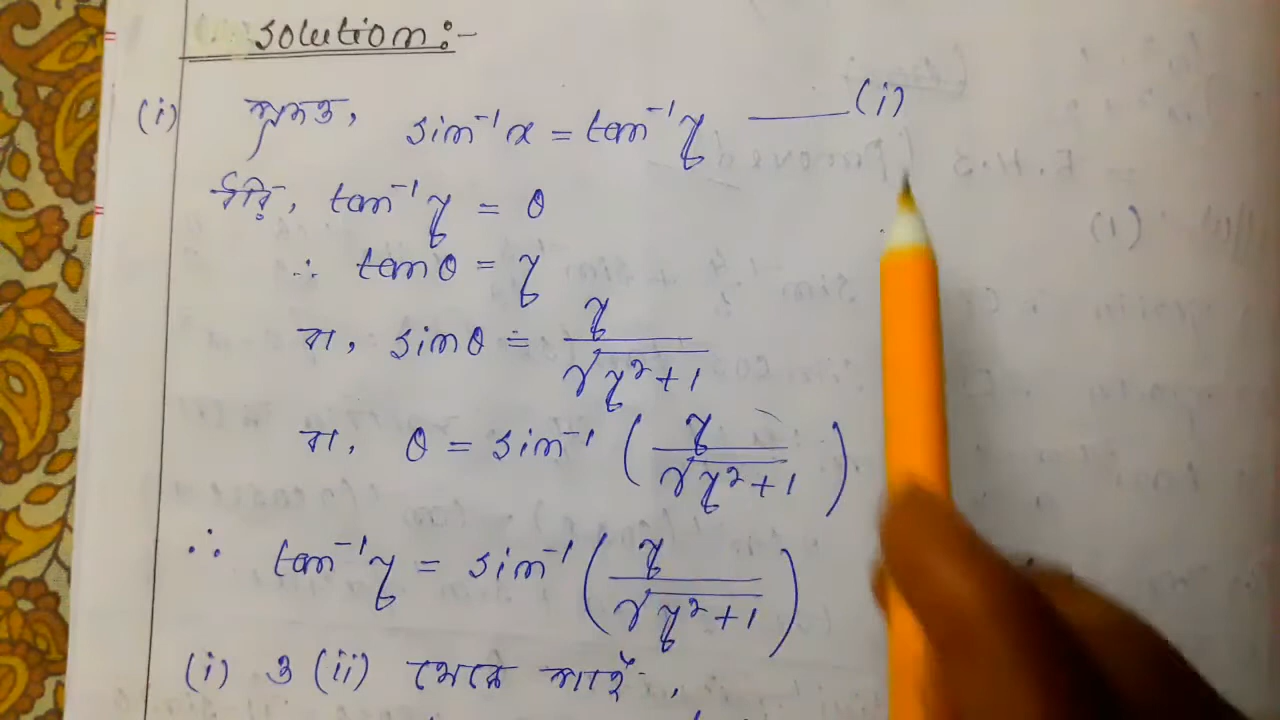 solution:-
(i) প্রদত্ত, sin⁻¹x = tan⁻¹y ——(i)
ধরি, tan⁻¹y = θ
∴ tanθ = y
বা, sinθ = y/√(y²+1)
বা, θ = sin⁻¹(y/√(y²+1))
∴ tan⁻¹y = sin⁻¹(y/√(y²+1))
(i) ও (ii) থেকে পাই,